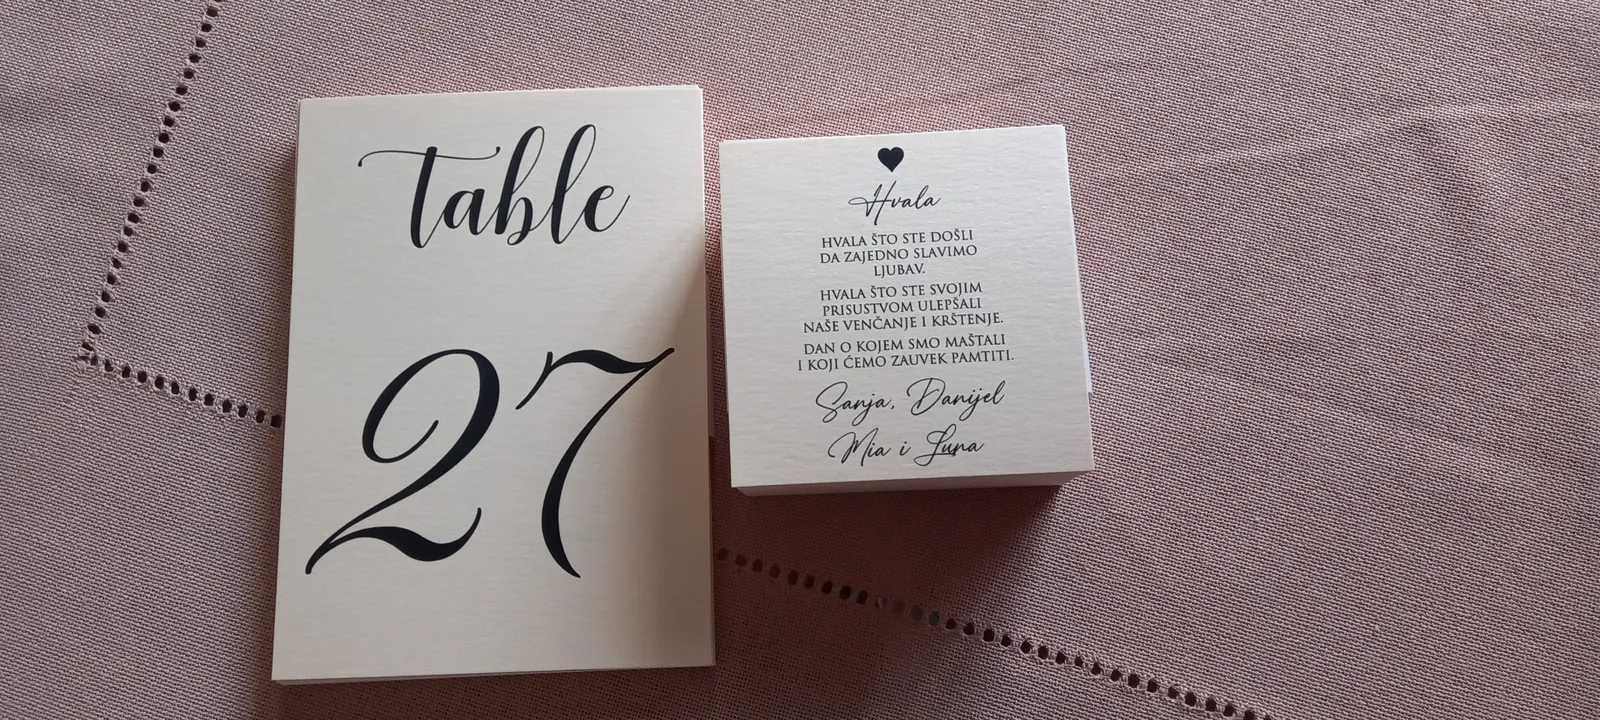 Table
27
Hvala
HVALA ŠTO STE DOŠLI
DA ZAJEDNO SLAVIMO
LJUBAV.
HVALA ŠTO STE SVOJIM
PRISUSTVOM ULEPŠALI
NAŠE VENČANJE I KRŠTENJE.
DAN O KOJEM SMO MAŠTALI
I KOJI ĆEMO ZAUVEK PAMTITI.
Sanja, Danijel
Mia i Luna